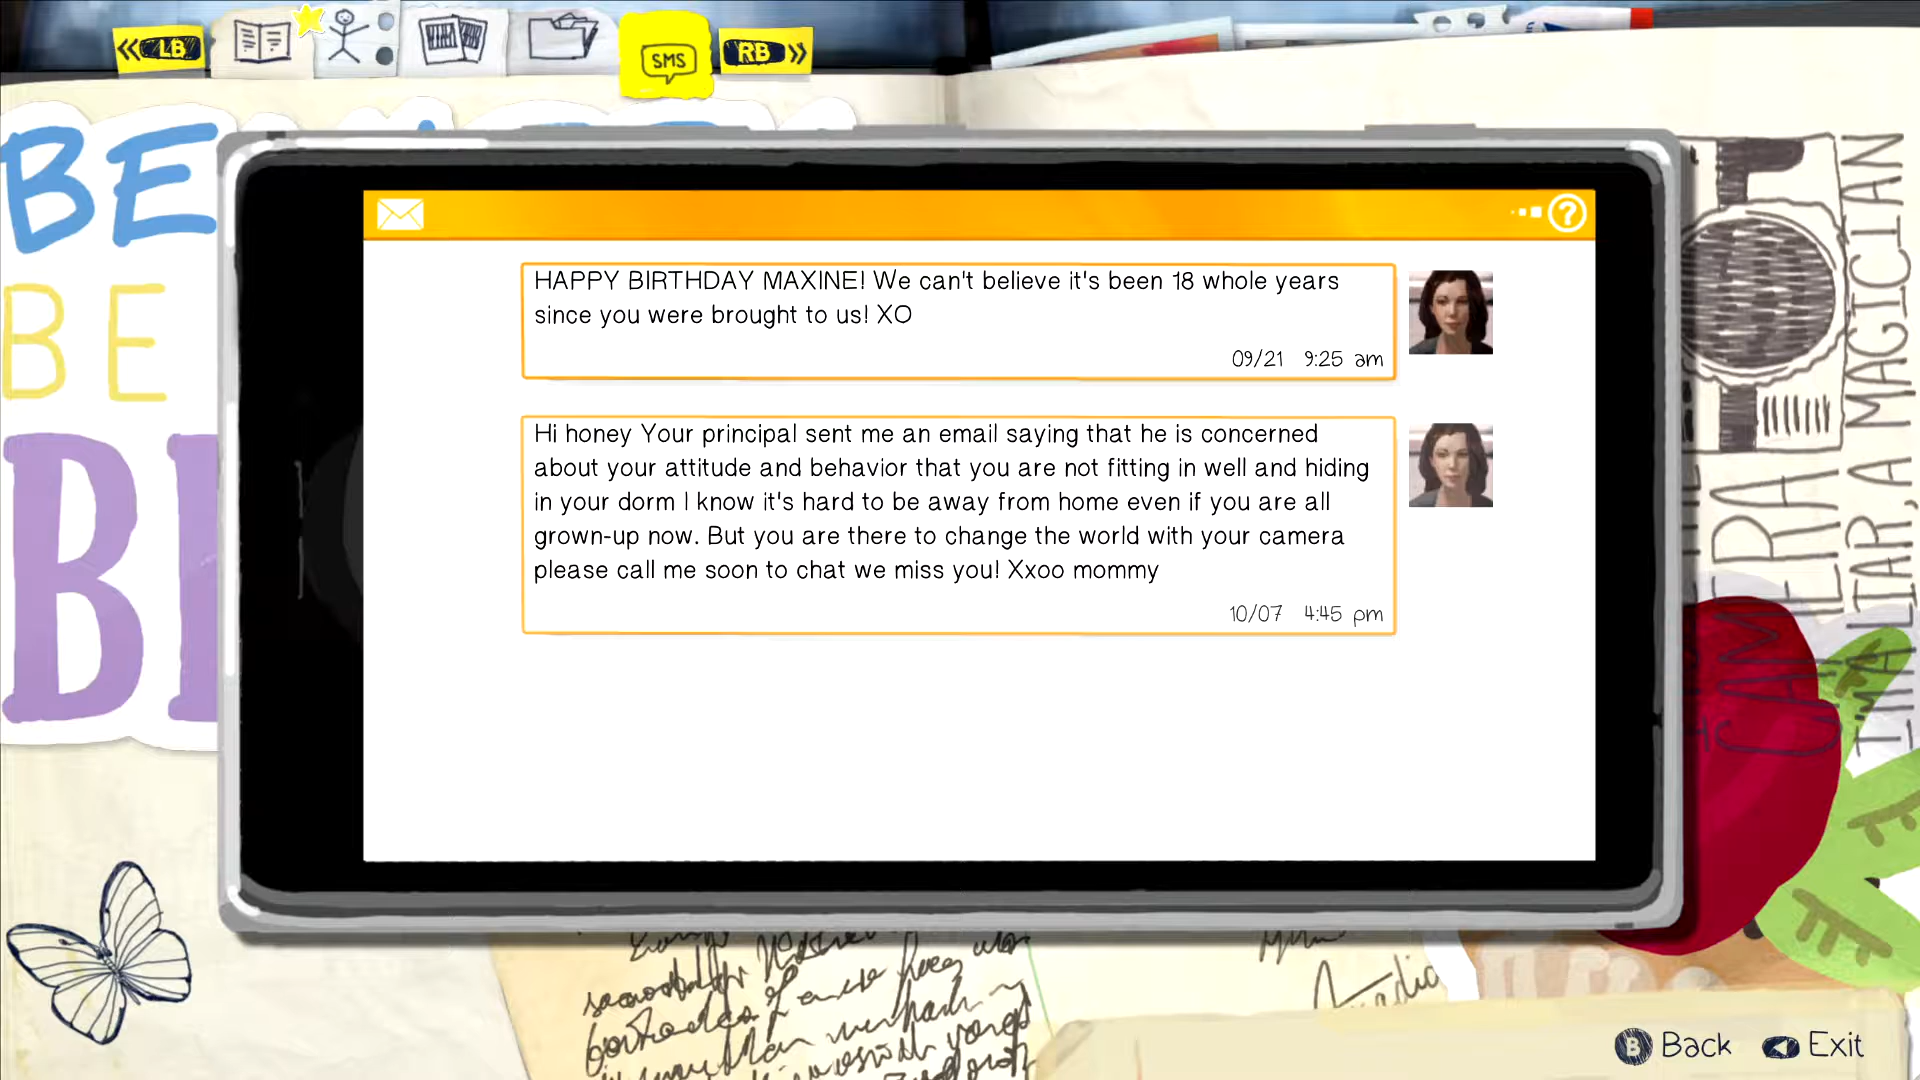 LB
SMS
RB
BE
BE
HAPPY BIRTHDAY MAXINE! We can't believe it's been 18 whole years
since you were brought to us! XO
09/21 9:25 am
Hi honey Your principal sent me an email saying that he is concerned
about your attitude and behavior that you are not fitting in well and hiding
in your dorm I know it's hard to be away from home even if you are all
grown-up now. But you are there to change the world with your camera
please call me soon to chat we miss you! Xxoo mommy
10/07 4:45 pm
CAMERA
LIAR, A MAGICIAN
B Back
Exit